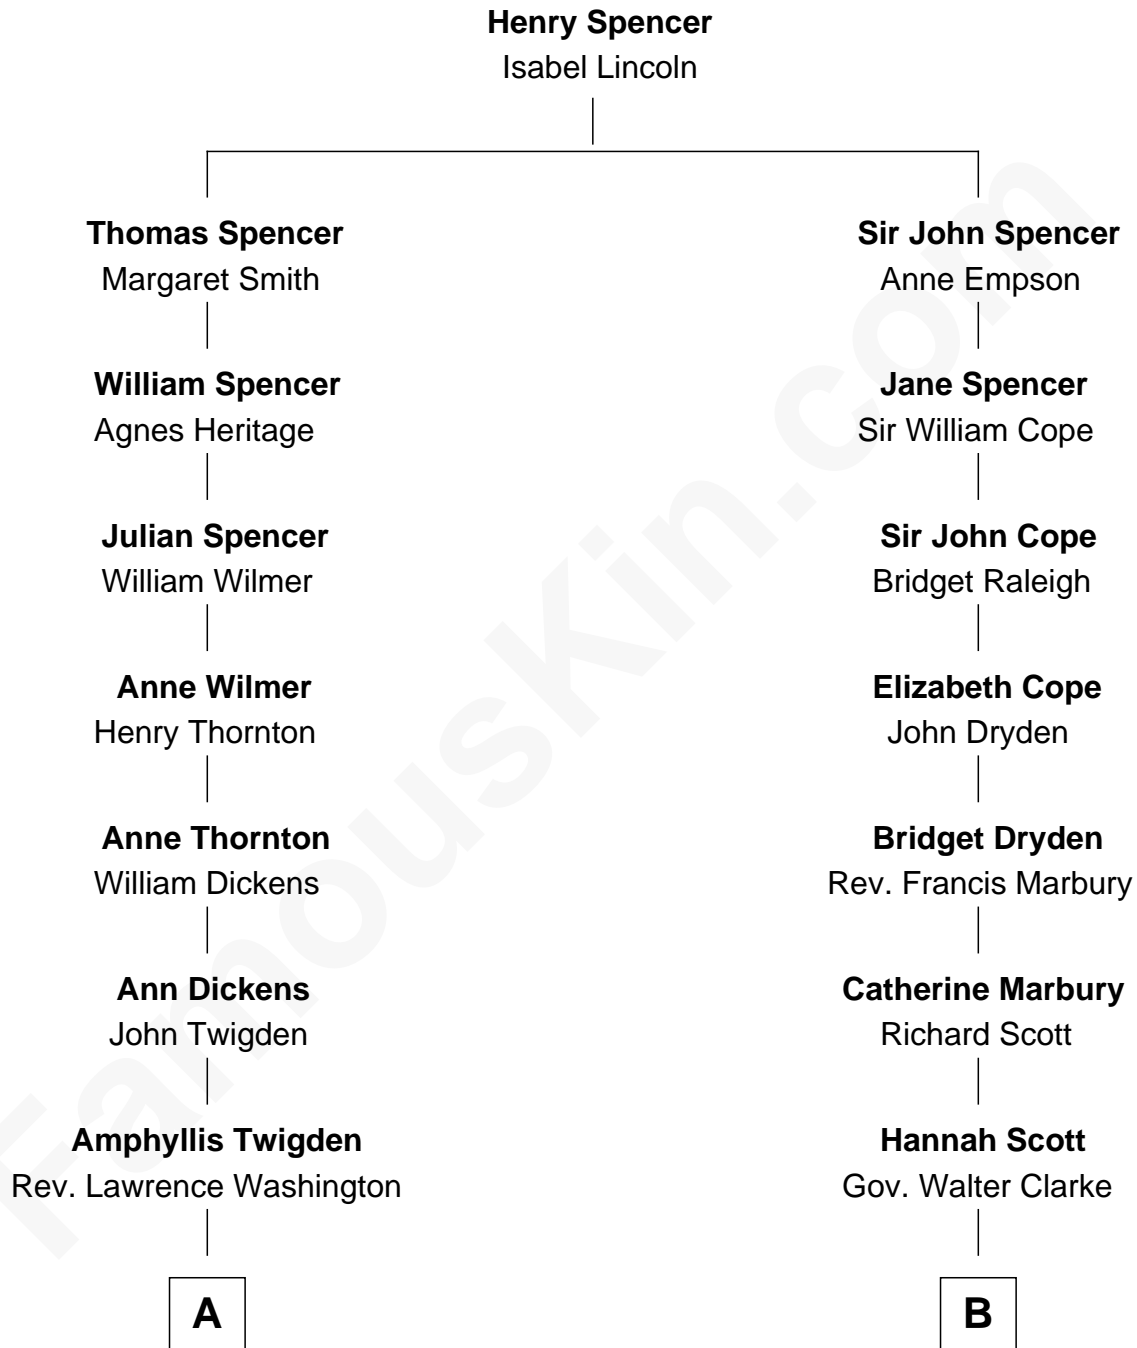 Henry Spencer
Isabel Lincoln
Thomas Spencer
Margaret Smith
Sir John Spencer
Anne Empson
William Spencer
Agnes Heritage
Jane Spencer
Sir William Cope
Julian Spencer
William Wilmer
Sir John Cope
Bridget Raleigh
Anne Wilmer
Henry Thornton
Elizabeth Cope
John Dryden
Anne Thornton
William Dickens
Bridget Dryden
Rev. Francis Marbury
Ann Dickens
John Twigden
Catherine Marbury
Richard Scott
Amphyllis Twigden
Rev. Lawrence Washington
Hannah Scott
Gov. Walter Clarke
A
B
FamousKin.com